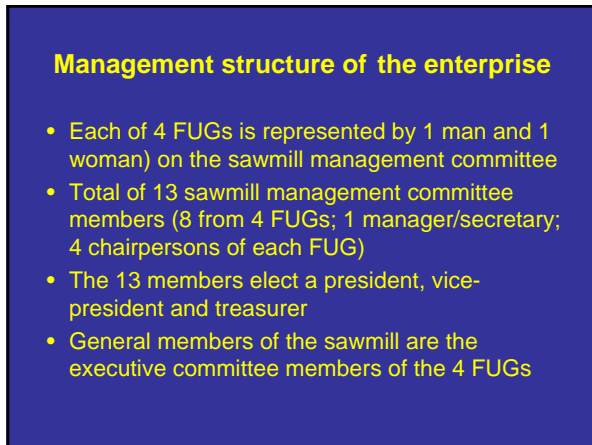 Management structure of the enterprise
• Each of 4 FUGs is represented by 1 man and 1
woman) on the sawmill management committee
• Total of 13 sawmill management committee
members (8 from 4 FUGs; 1 manager/secretary;
4 chairpersons of each FUG)
• The 13 members elect a president, vice-
president and treasurer
• General members of the sawmill are the
executive committee members of the 4 FUGs